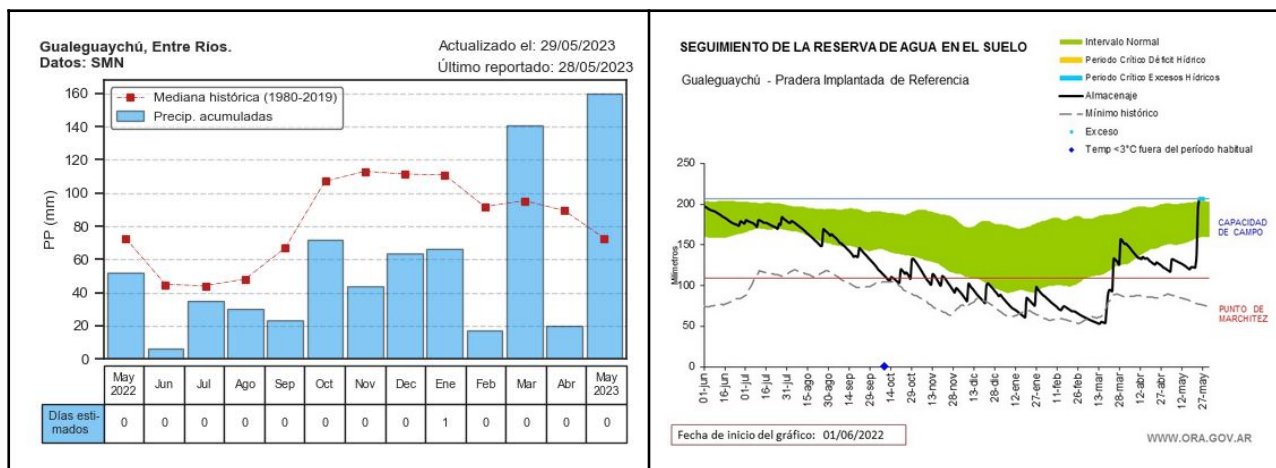 Gualeguaychú, Entre Ríos.
Datos: SMN
Actualizado el: 29/05/2023
Último reportado: 28/05/2023
Mediana histórica (1980-2019)
Precip. acumuladas
PP (mm)
160
140
120
100
80
60
40
20
0
May 2022 Jun Jul Ago Sep Oct Nov Dec Ene Feb Mar Abr May 2023
Días esti-
mados 0 0 0 0 0 0 0 0 1 0 0 0 0
SEGUIMIENTO DE LA RESERVA DE AGUA EN EL SUELO
Gualeguaychú - Pradera Implantada de Referencia
Intervalo Normal
Periodo Crítico Déficit Hídrico
Periodo Crítico Excesos Hídricos
Almacenaje
Mínimo histórico
Exceso
Temp <3°C fuera del período habitual
Milímetros
250
200
150
100
50
0
CAPACIDAD
DE CAMPO
PUNTO DE
MARCHITEZ
01-jun 16-jun 01-jul 16-jul 31-jul 15-ago 30-ago 14-sep 29-sep 14-oct 29-oct 13-nov 28-nov 13-dic 28-dic 12-ene 27-ene 11-feb 26-feb 13-mar 28-mar 12-abr 27-abr 12-may 27-may
Fecha de inicio del gráfico: 01/06/2022
WWW.ORA.GOV.AR